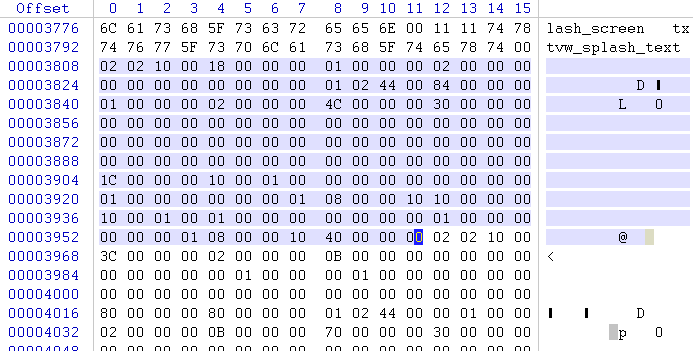 Offset 0 1 2 3 4 5 6 7 8 9 10 11 12 13 14 15
00003776 6C 61 73 68 5F 73 63 72 65 65 6E 00 11 11 74 78 lash_screen tx
00003792 74 76 77 5F 73 70 6C 61 73 68 5F 74 65 78 74 00 tvw_splash_text
00003808 02 02 10 00 18 00 00 00 01 00 00 00 02 00 00 00
00003824 00 00 00 00 00 00 00 00 01 02 44 00 84 00 00 00 D ▮
00003840 01 00 00 00 02 00 00 00 4C 00 00 00 30 00 00 00 L 0
00003856 00 00 00 00 00 00 00 00 00 00 00 00 00 00 00 00
00003872 00 00 00 00 00 00 00 00 00 00 00 00 00 00 00 00
00003888 00 00 00 00 00 00 00 00 00 00 00 00 00 00 00 00
00003904 1C 00 00 00 10 00 01 00 00 00 00 00 00 00 00 00
00003920 01 00 00 00 00 00 00 01 08 00 00 10 10 00 00 00
00003936 10 00 01 00 01 00 00 00 00 00 00 00 01 00 00 00
00003952 00 00 00 01 08 00 00 10 40 00 00 00 02 02 10 00 @
00003968 3C 00 00 00 02 00 00 00 0B 00 00 00 00 00 00 00 <
00003984 00 00 00 00 00 01 00 00 00 01 00 00 00 00 00 00
00004000 00 00 00 00 00 00 00 00 00 00 00 00 00 00 00 00
00004016 80 00 00 00 80 00 00 00 01 02 44 00 00 01 00 00 ▮ ▮ D
00004032 02 00 00 00 0B 00 00 00 70 00 00 00 30 00 00 00 p 0